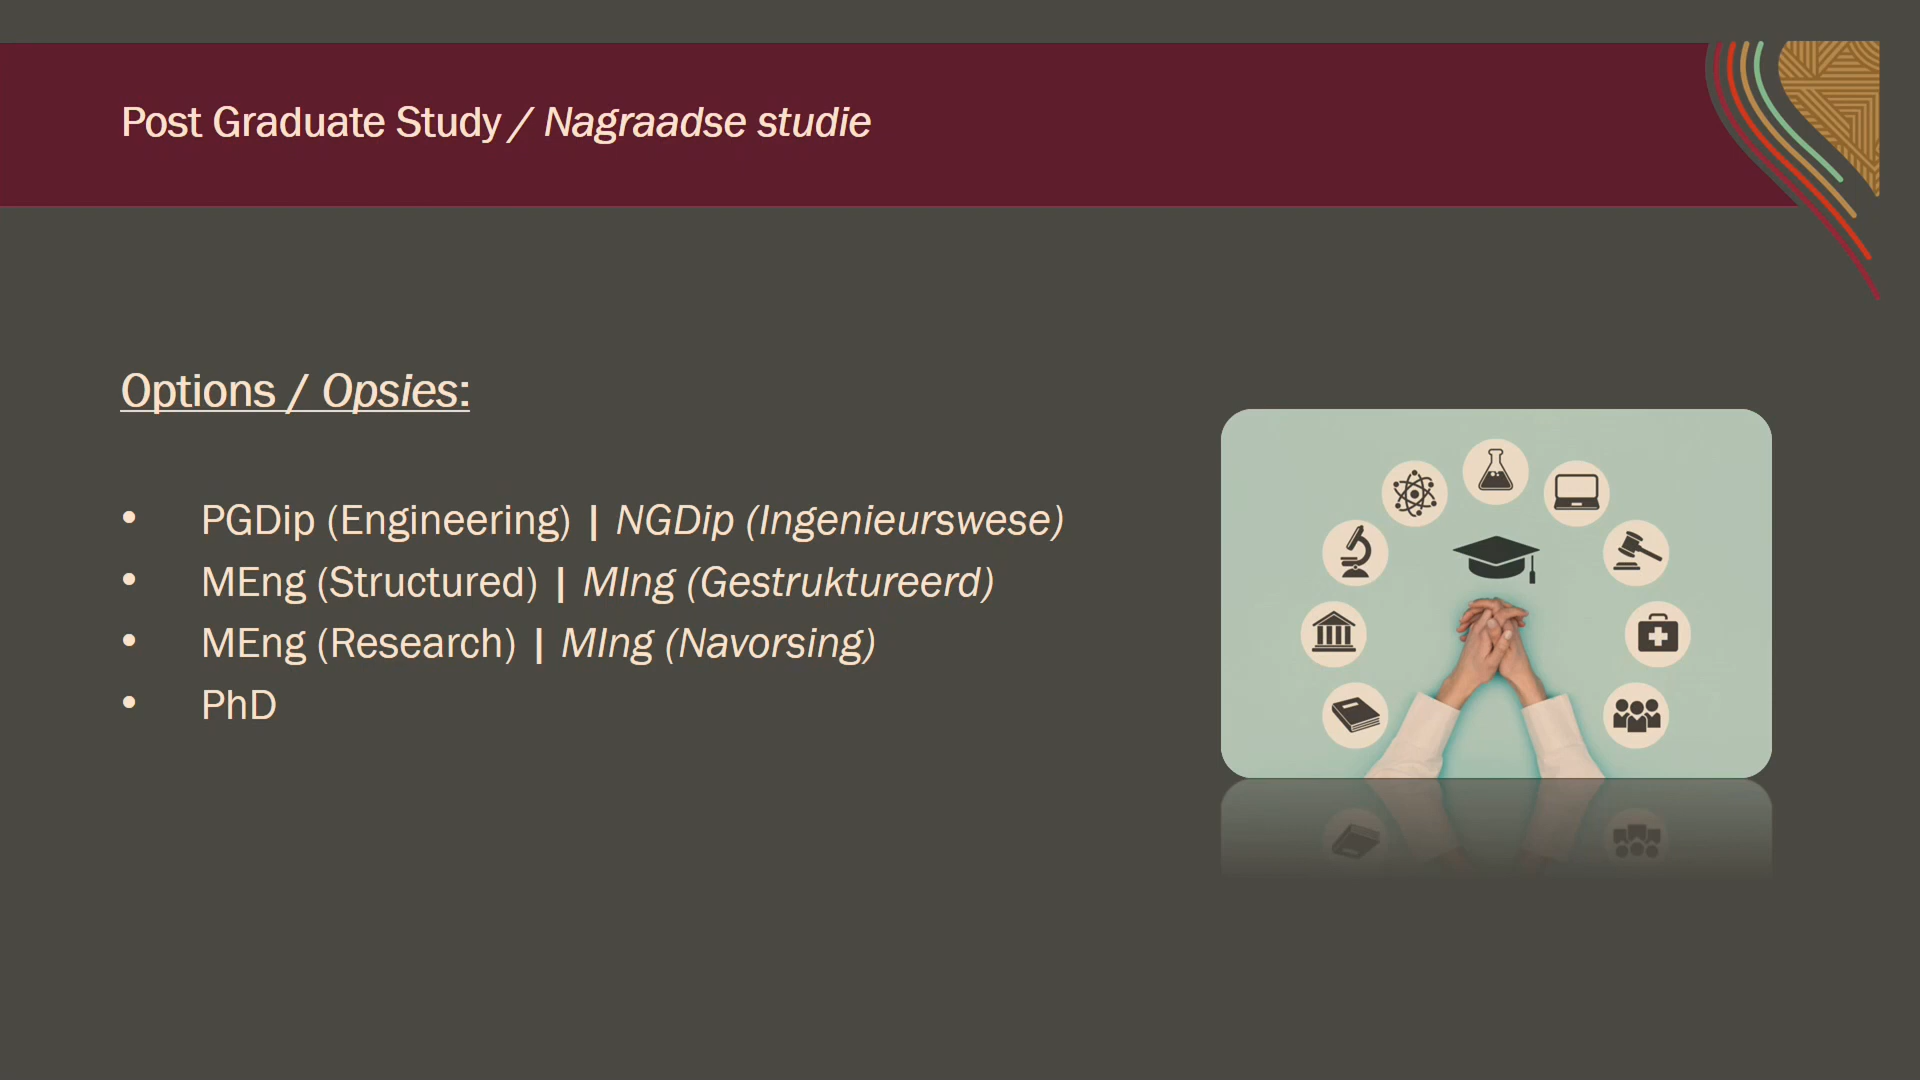 Post Graduate Study / Nagraadse studie
Options / Opsies:
• PGDip (Engineering) | NGDip (Ingenieurswese)
• MEng (Structured) | MIng (Gestruktureerd)
• MEng (Research) | MIng (Navorsing)
• PhD